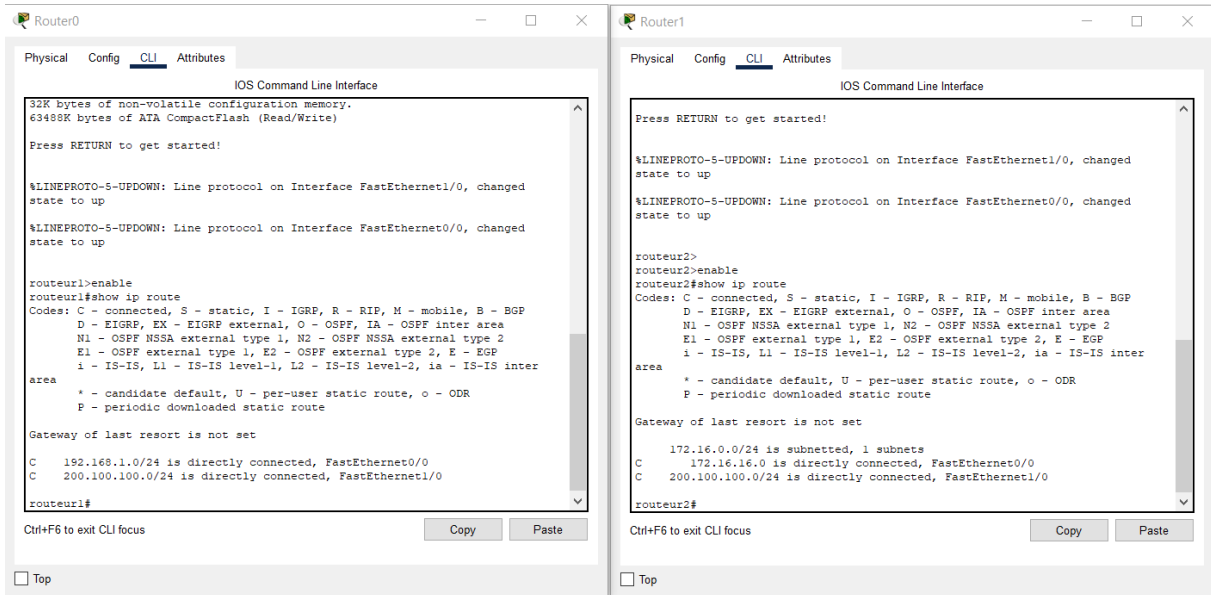 Router0
Physical Config CLI Attributes
IOS Command Line Interface
32K bytes of non-volatile configuration memory.
63488K bytes of ATA CompactFlash (Read/Write)
Press RETURN to get started!
%LINEPROTO-5-UPDOWN: Line protocol on Interface FastEthernet1/0, changed
state to up
%LINEPROTO-5-UPDOWN: Line protocol on Interface FastEthernet0/0, changed
state to up
routeur1>enable
routeur1#show ip route
Codes: C - connected, S - static, I - IGRP, R - RIP, M - mobile, B - BGP
D - EIGRP, EX - EIGRP external, O - OSPF, IA - OSPF inter area
N1 - OSPF NSSA external type 1, N2 - OSPF NSSA external type 2
E1 - OSPF external type 1, E2 - OSPF external type 2, E - EGP
i - IS-IS, L1 - IS-IS level-1, L2 - IS-IS level-2, ia - IS-IS inter
area
* - candidate default, U - per-user static route, o - ODR
P - periodic downloaded static route
Gateway of last resort is not set
C 192.168.1.0/24 is directly connected, FastEthernet0/0
C 200.100.100.0/24 is directly connected, FastEthernet1/0
routeur1#
Ctrl+F6 to exit CLI focus
Copy Paste
Top
Router1
Physical Config CLI Attributes
IOS Command Line Interface
Press RETURN to get started!
%LINEPROTO-5-UPDOWN: Line protocol on Interface FastEthernet1/0, changed
state to up
%LINEPROTO-5-UPDOWN: Line protocol on Interface FastEthernet0/0, changed
state to up
routeur2>
routeur2>enable
routeur2#show ip route
Codes: C - connected, S - static, I - IGRP, R - RIP, M - mobile, B - BGP
D - EIGRP, EX - EIGRP external, O - OSPF, IA - OSPF inter area
N1 - OSPF NSSA external type 1, N2 - OSPF NSSA external type 2
E1 - OSPF external type 1, E2 - OSPF external type 2, E - EGP
i - IS-IS, L1 - IS-IS level-1, L2 - IS-IS level-2, ia - IS-IS inter
area
* - candidate default, U - per-user static route, o - ODR
P - periodic downloaded static route
Gateway of last resort is not set
172.16.0.0/24 is subnetted, 1 subnets
C 172.16.16.0 is directly connected, FastEthernet0/0
C 200.100.100.0/24 is directly connected, FastEthernet1/0
routeur2#
Ctrl+F6 to exit CLI focus
Copy Paste
Top